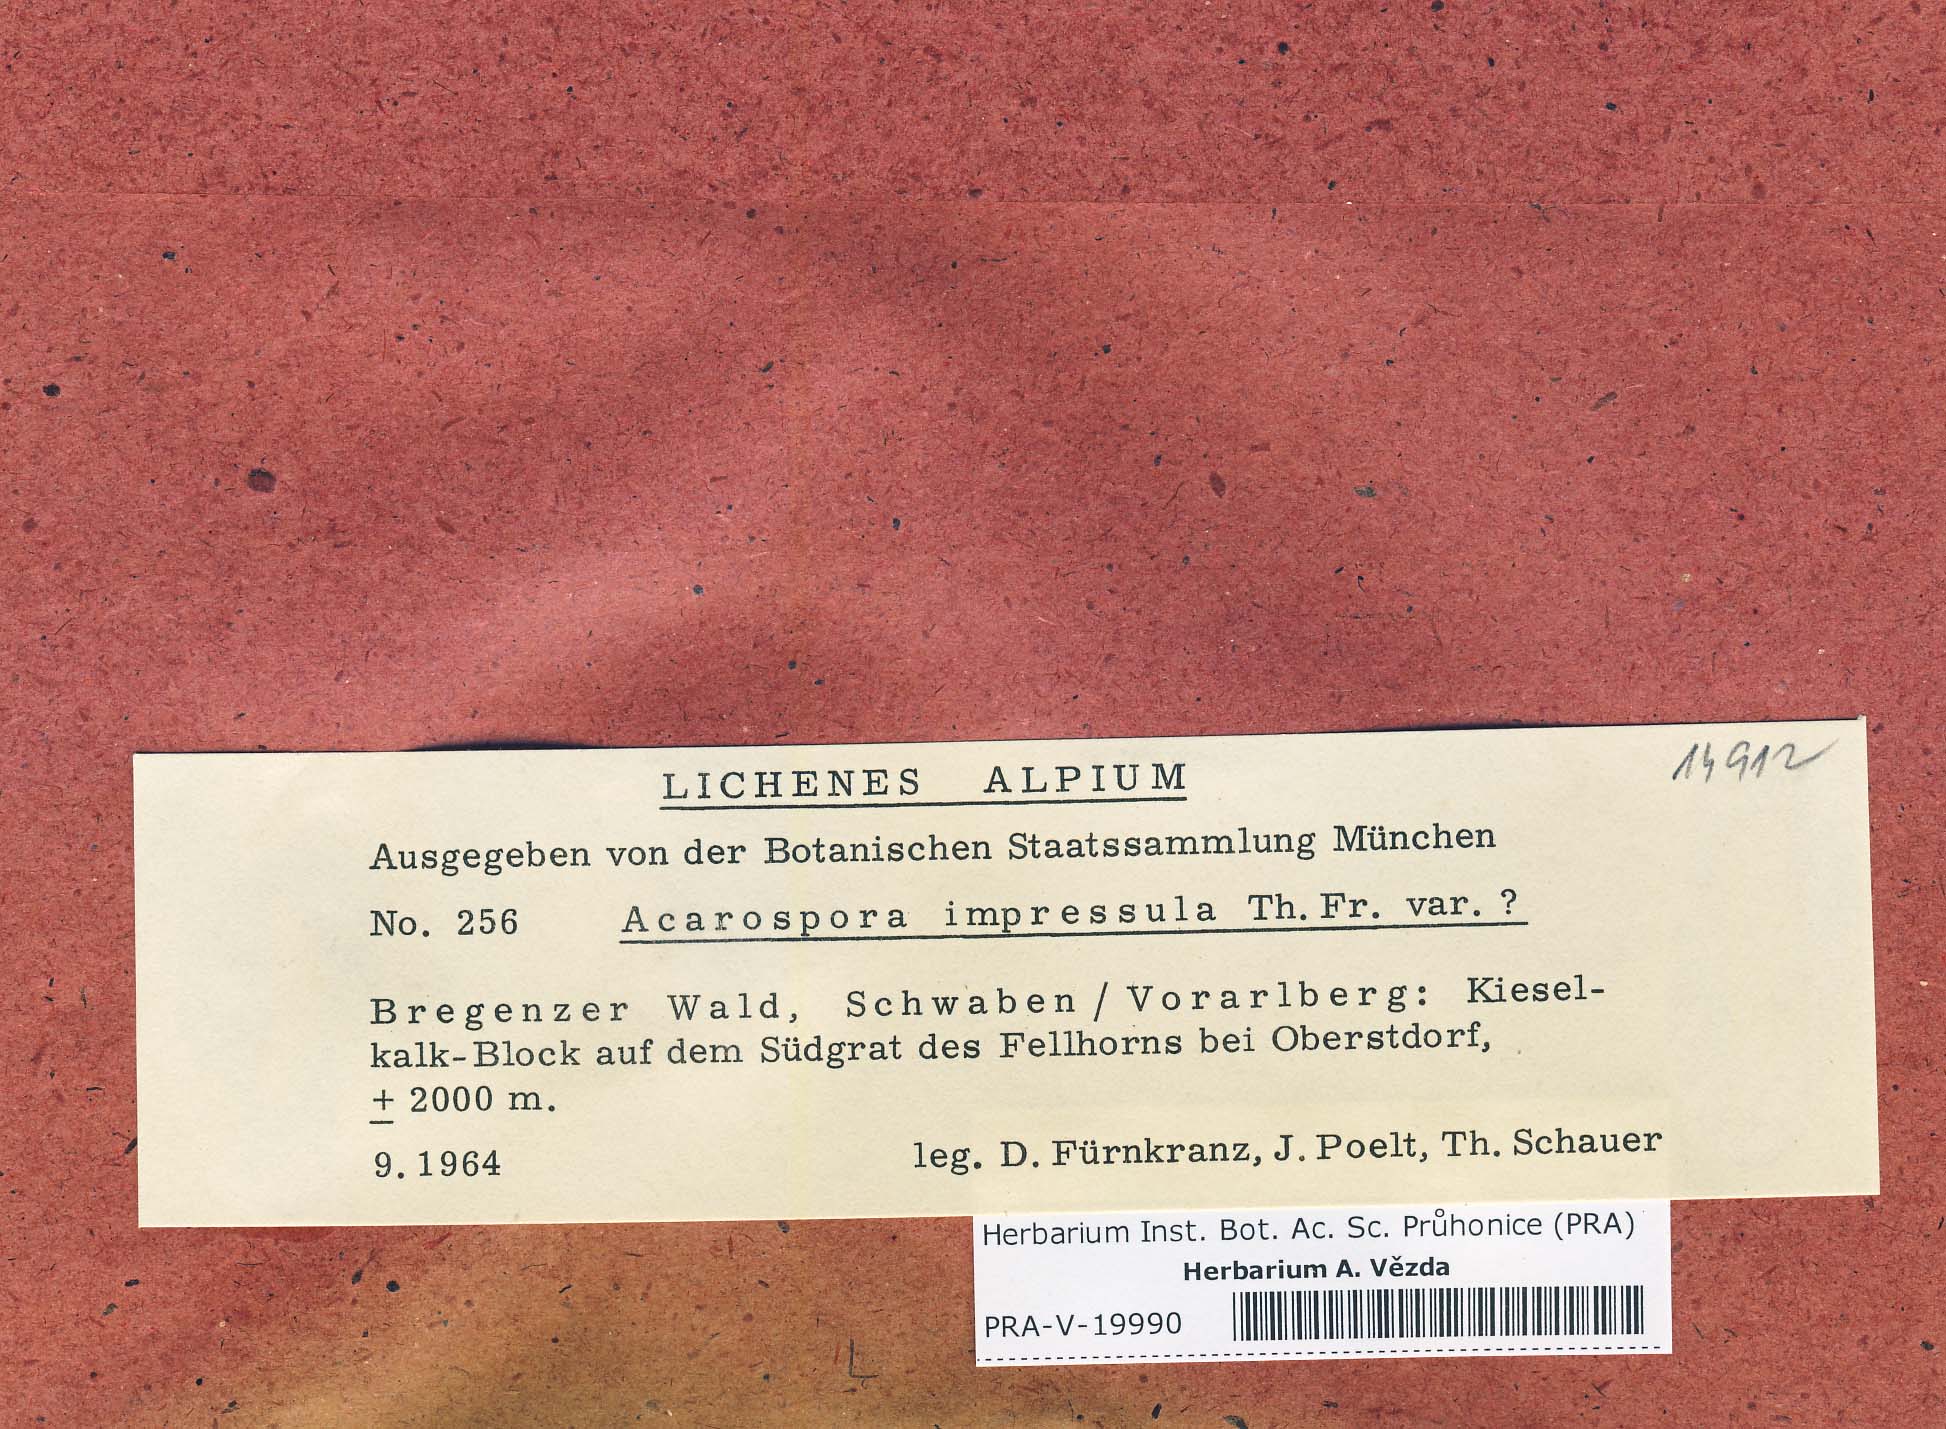 14912
LICHENES ALPIUM
Ausgegeben von der Botanischen Staatssammlung München
No. 256 Acarospora impressula Th. Fr. var. ?
Bregenzer Wald, Schwaben / Vorarlberg: Kiesel-
kalk-Block auf dem Südgrat des Fellhorns bei Oberstdorf,
± 2000 m.
9. 1964 leg. D. Fürnkranz, J. Poelt, Th. Schauer
Herbarium Inst. Bot. Ac. Sc. Průhonice (PRA)
Herbarium A. Vězda
PRA-V-19990
L